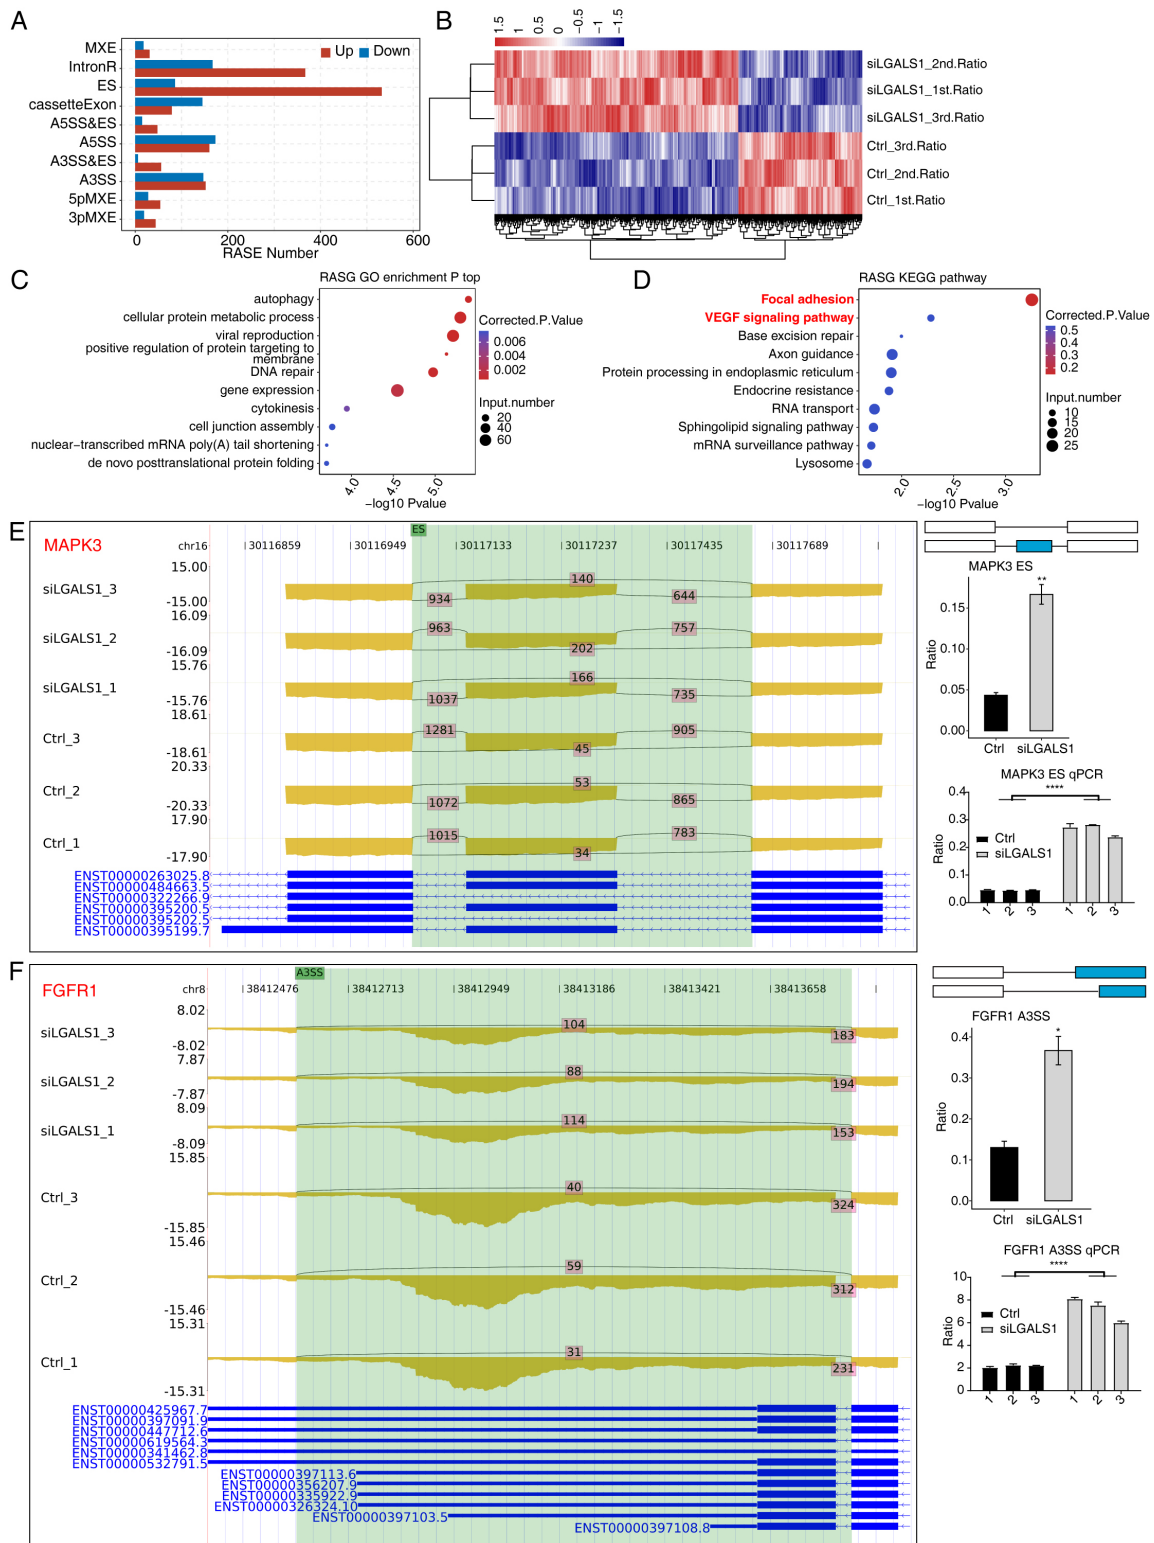 A
MXE
IntronR
ES
cassetteExon
A5SS&ES
A5SS
A3SS&ES
A3SS
5pMXE
3pMXE
Up Down
0 200 400 600
RASE Number
B
1.5 1 0.5 0 −0.5 −1 −1.5
siLGALS1_2nd.Ratio
siLGALS1_1st.Ratio
siLGALS1_3rd.Ratio
Ctrl_3rd.Ratio
Ctrl_2nd.Ratio
Ctrl_1st.Ratio
C
RASG GO enrichment P top
autophagy
cellular protein metabolic process
viral reproduction
positive regulation of protein targeting to
membrane
DNA repair
gene expression
cytokinesis
cell junction assembly
nuclear-transcribed mRNA poly(A) tail shortening
de novo posttranslational protein folding
4.0 4.5 5.0
−log10 Pvalue
Corrected.P.Value
0.006
0.004
0.002
Input.number
20
40
60
D
RASG KEGG pathway
Focal adhesion
VEGF signaling pathway
Base excision repair
Axon guidance
Protein processing in endoplasmic reticulum
Endocrine resistance
RNA transport
Sphingolipid signaling pathway
mRNA surveillance pathway
Lysosome
2.0 2.5 3.0
−log10 Pvalue
Corrected.P.Value
0.5
0.4
0.3
0.2
Input.number
10
15
20
25
E
MAPK3
ES
chr16 30116859 30116949 30117133 30117237 30117435 30117689
15.00
siLGALS1_3
-15.00
140
934 644
16.09
siLGALS1_2
-16.09
963 757
202
15.76
siLGALS1_1
-15.76
166
1037 735
18.61
Ctrl_3
-18.61
1281 905
45
20.33
Ctrl_2
-20.33
53
1072 865
17.90
Ctrl_1
-17.90
1015 783
34
ENST00000263025.8
ENST00000484663.5
ENST00000322266.9
ENST00000395200.5
ENST00000395202.5
ENST00000395199.7
MAPK3 ES
**
Ratio
0.15
0.10
0.05
0.00
Ctrl siLGALS1
MAPK3 ES qPCR
****
Ratio
0.4
0.3
0.2
0.1
0.0
Ctrl
siLGALS1
1 2 3 1 2 3
F
FGFR1
A3SS
chr8 38412476 38412713 38412949 38413186 38413421 38413658
8.02
siLGALS1_3
-8.02
104
183
7.87
siLGALS1_2
-7.87
88
194
8.09
siLGALS1_1
-8.09
114
153
15.85
Ctrl_3
-15.85
40
324
15.46
Ctrl_2
-15.46
59
312
15.31
Ctrl_1
-15.31
31
231
ENST00000425967.7
ENST00000397091.9
ENST00000447712.6
ENST00000619564.3
ENST00000341462.8
ENST00000532791.5
ENST00000397113.6
ENST00000356207.9
ENST00000335922.9
ENST00000326324.10
ENST00000397103.5
ENST00000397108.8
FGFR1 A3SS
*
Ratio
0.4
0.3
0.2
0.1
0.0
Ctrl siLGALS1
FGFR1 A3SS qPCR
****
Ratio
10
8
6
4
2
0
Ctrl
siLGALS1
1 2 3 1 2 3